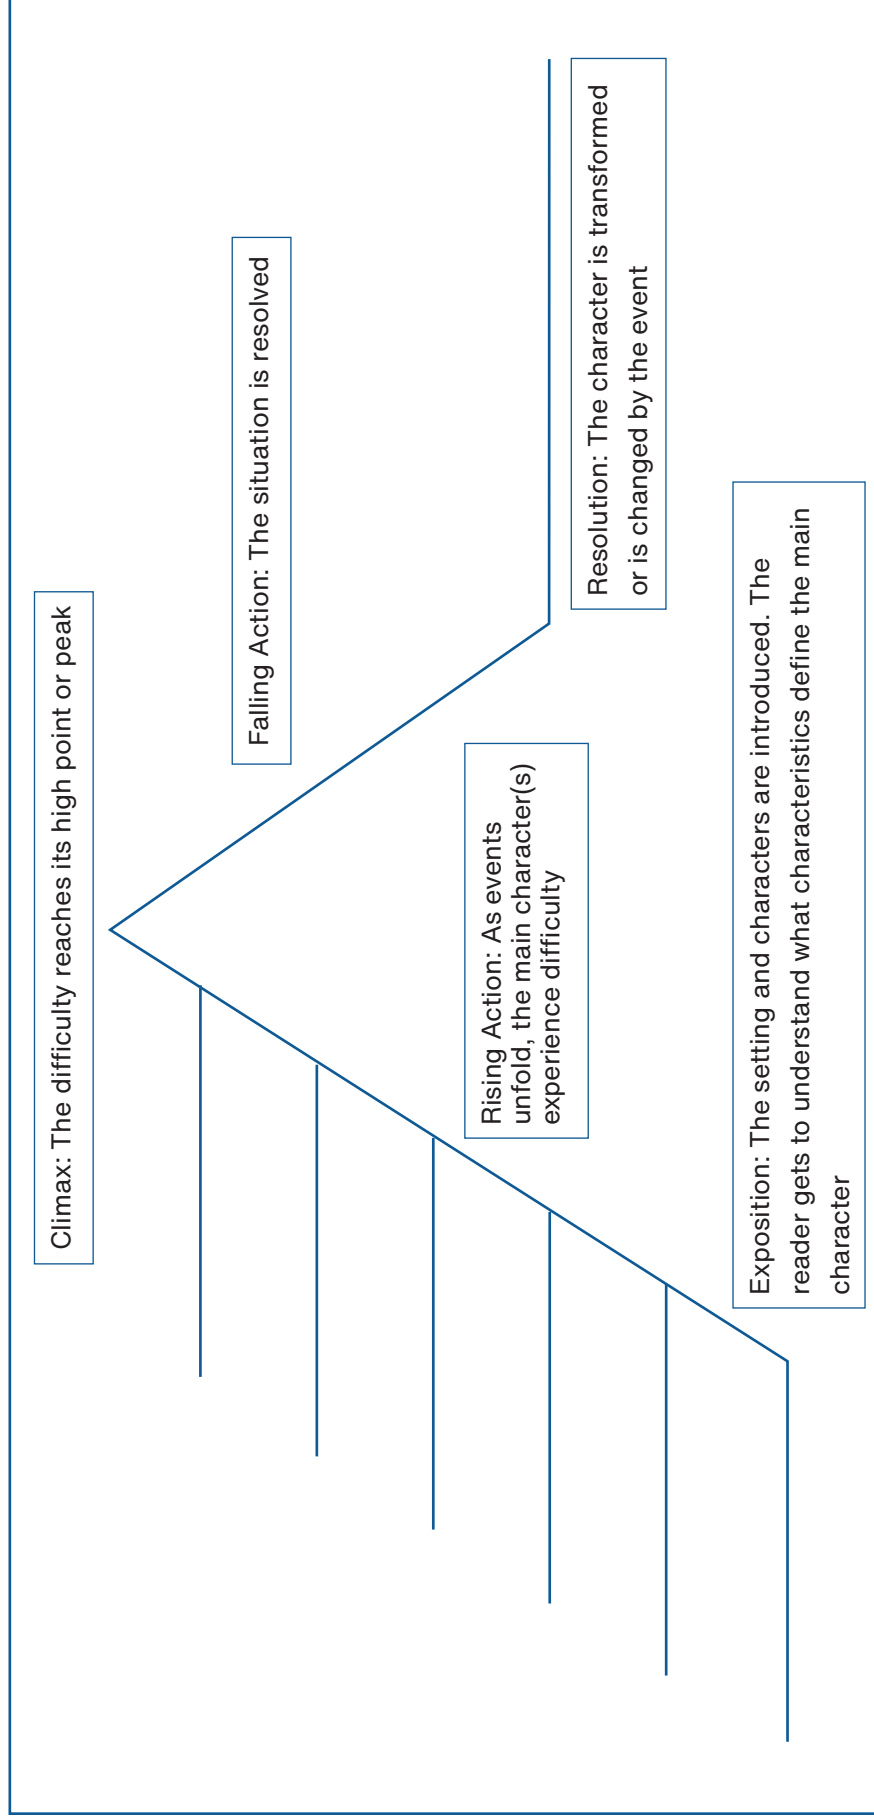 Climax: The difficulty reaches its high point or peak
Falling Action: The situation is resolved
Rising Action: As events
unfold, the main character(s)
experience difficulty
Resolution: The character is transformed
or is changed by the event
Exposition: The setting and characters are introduced. The
reader gets to understand what characteristics define the main
character